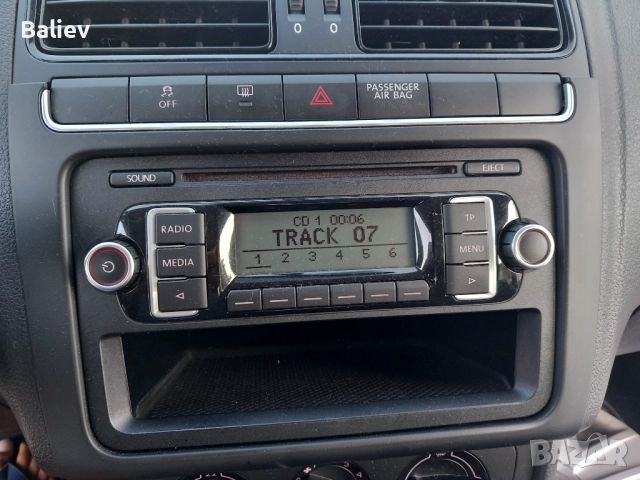 Baliev
0 0
OFF
PASSENGER
AIR BAG
SOUND
EJECT
RADIO
CD 1 00:06
TP
TRACK 07
MEDIA
MENU
1 2 3 4 5 6
BAZAR